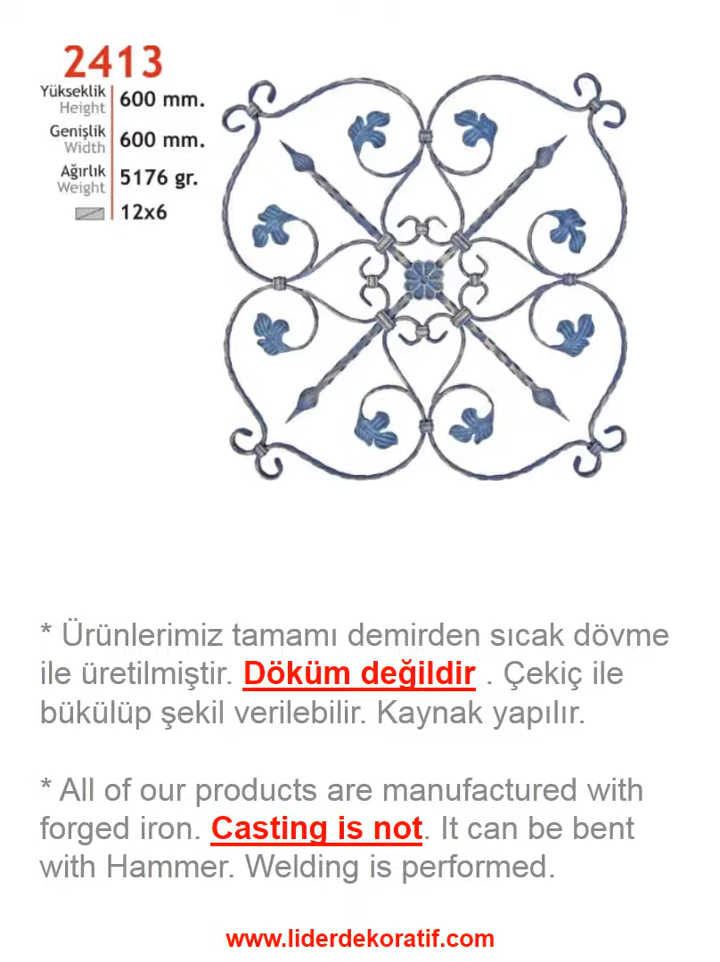 2413
Yükseklik
Height
600 mm.
Genişlik
Width
600 mm.
Ağırlık
Weight
5176 gr.
12x6
* Ürünlerimiz tamamı demirden sıcak dövme
ile üretilmiştir. Döküm değildir . Çekiç ile
bükülüp şekil verilebilir. Kaynak yapılır.
* All of our products are manufactured with
forged iron. Casting is not. It can be bent
with Hammer. Welding is performed.
www.liderdekoratif.com